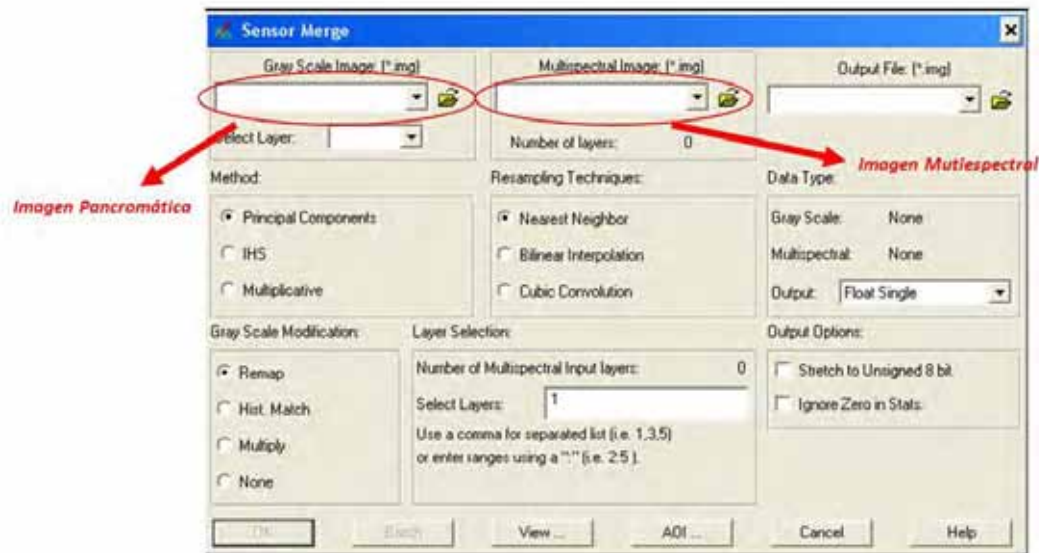 Sensor Merge
Gray Scale Image: (*.img)
Multispectral Image: (*.img)
Output File: (*.img)
Select Layer:
Number of layers: 0
Imagen Pancromática
Imagen Mutiespectral
Method:
Principal Components
IHS
Multiplicative
Resampling Techniques:
Nearest Neighbor
Bilinear Interpolation
Cubic Convolution
Data Type:
Gray Scale: None
Multispectral: None
Output: Float Single
Gray Scale Modification:
Remap
Hist. Match
Multiply
None
Layer Selection:
Number of Multispectral Input layers: 0
Select Layers: 1
Use a comma for separated list (i.e. 1,3,5)
or enter ranges using a ":" (i.e. 2:5 ).
Output Options:
Stretch to Unsigned 8 bit.
Ignore Zero in Stats.
OK
Batch
View ...
AOI ...
Cancel
Help